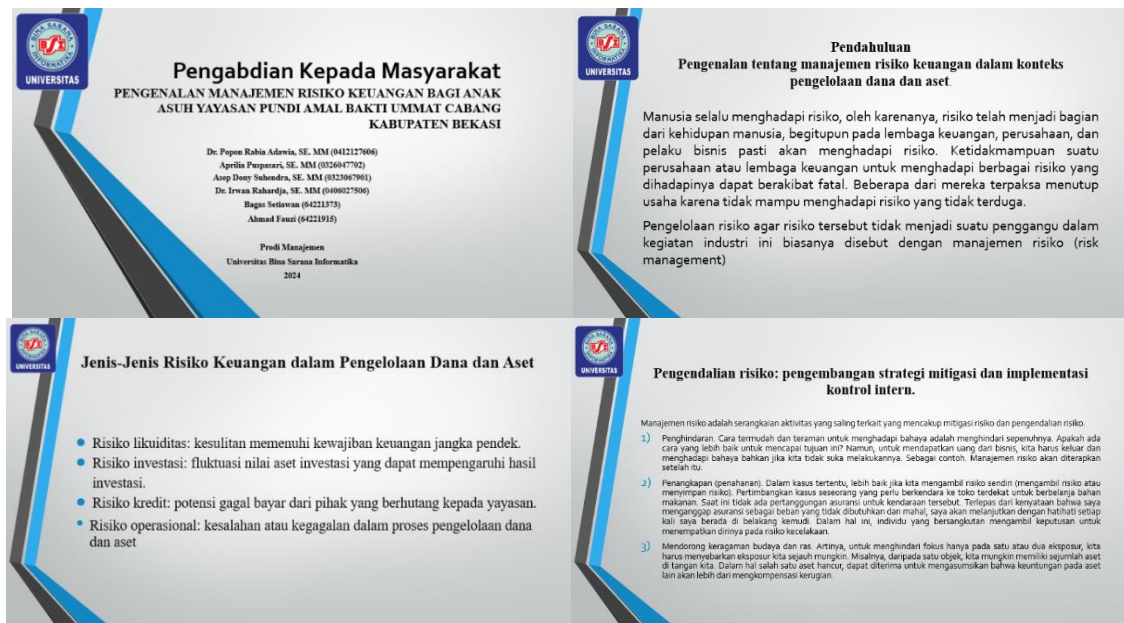 BINA SARANA
BSI
INFORMATIKA
UNIVERSITAS
Pengabdian Kepada Masyarakat
PENGENALAN MANAJEMEN RISIKO KEUANGAN BAGI ANAK
ASUH YAYASAN PUNDI AMAL BAKTI UMMAT CABANG
KABUPATEN BEKASI
Dr. Popon Rabia Adawia, SE. MM (0412127606)
Aprilia Puspasari, SE. MM (0326047702)
Asep Dony Suhendra, SE. MM (0323067901)
Dr. Irwan Rahardja, SE. MM (0406027506)
Bagas Setiawan (64221373)
Ahmad Fauzi (64221915)
Prodi Manajemen
Universitas Bina Sarana Informatika
2024
BINA SARANA
BSI
INFORMATIKA
UNIVERSITAS
Pendahuluan
Pengenalan tentang manajemen risiko keuangan dalam konteks
pengelolaan dana dan aset.
Manusia selalu menghadapi risiko, oleh karenanya, risiko telah menjadi bagian
dari kehidupan manusia, begitupun pada lembaga keuangan, perusahaan, dan
pelaku bisnis pasti akan menghadapi risiko. Ketidakmampuan suatu
perusahaan atau lembaga keuangan untuk menghadapi berbagai risiko yang
dihadapinya dapat berakibat fatal. Beberapa dari mereka terpaksa menutup
usaha karena tidak mampu menghadapi risiko yang tidak terduga.
Pengelolaan risiko agar risiko tersebut tidak menjadi suatu penggangu dalam
kegiatan industri ini biasanya disebut dengan manajemen risiko (risk
management)
BSI
UNIVERSITAS
Jenis-Jenis Risiko Keuangan dalam Pengelolaan Dana dan Aset
• Risiko likuiditas: kesulitan memenuhi kewajiban keuangan jangka pendek.
• Risiko investasi: fluktuasi nilai aset investasi yang dapat mempengaruhi hasil
investasi.
• Risiko kredit: potensi gagal bayar dari pihak yang berhutang kepada yayasan.
• Risiko operasional: kesalahan atau kegagalan dalam proses pengelolaan dana
dan aset
BSI
UNIVERSITAS
Pengendalian risiko: pengembangan strategi mitigasi dan implementasi
kontrol intern.
Manajemen risiko adalah serangkaian aktivitas yang saling terkait yang mencakup mitigasi risiko dan pengendalian risiko.
1) Penghindaran. Cara termudah dan teraman untuk menghadapi bahaya adalah menghindari sepenuhnya. Apakah ada
cara yang lebih baik untuk mencapai tujuan ini? Namun, untuk mendapatkan uang dari bisnis, kita harus keluar dan
menghadapi bahaya bahkan jika kita tidak suka melakukannya. Sebagai contoh. Manajemen risiko akan diterapkan
setelah itu.
2) Penangkapan (penahanan). Dalam kasus tertentu, lebih baik jika kita mengambil risiko sendiri (mengambil risiko atau
menyimpan risiko). Pertimbangkan kasus seseorang yang perlu berkendara ke toko terdekat untuk berbelanja bahan
makanan. Saat ini tidak ada pertanggungan asuransi untuk kendaraan tersebut. Terlepas dari kenyataan bahwa saya
menganggap asuransi sebagai beban yang tidak dibutuhkan dan mahal, saya akan melanjutkan dengan hatihati setiap
kali saya berada di belakang kemudi. Dalam hal ini, individu yang bersangkutan mengambil keputusan untuk
menempatkan dirinya pada risiko kecelakaan.
3) Mendorong keragaman budaya dan ras. Artinya, untuk menghindari fokus hanya pada satu atau dua eksposur, kita
harus menyebarkan eksposur kita sejauh mungkin. Misalnya, daripada satu objek, kita mungkin memiliki sejumlah aset
di tangan kita. Dalam hal salah satu aset hancur, dapat diterima untuk mengasumsikan bahwa keuntungan pada aset
lain akan lebih dari mengkompensasi kerugian.